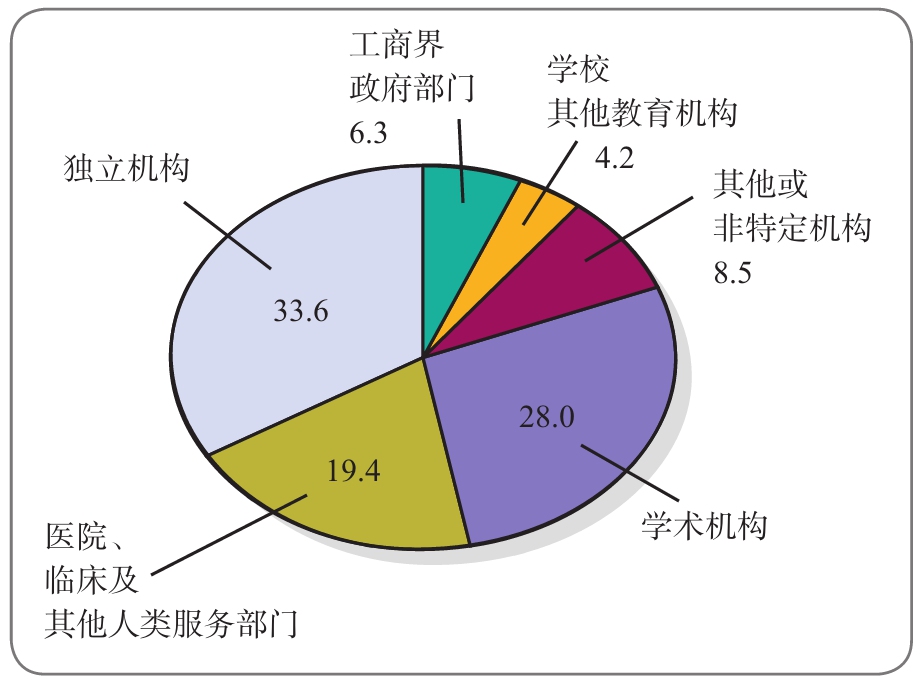 工商界
政府部门
6.3
学校
其他教育机构
4.2
其他或
非特定机构
8.5
独立机构
33.6
28.0
学术机构
19.4
医院、
临床及
其他人类服务部门